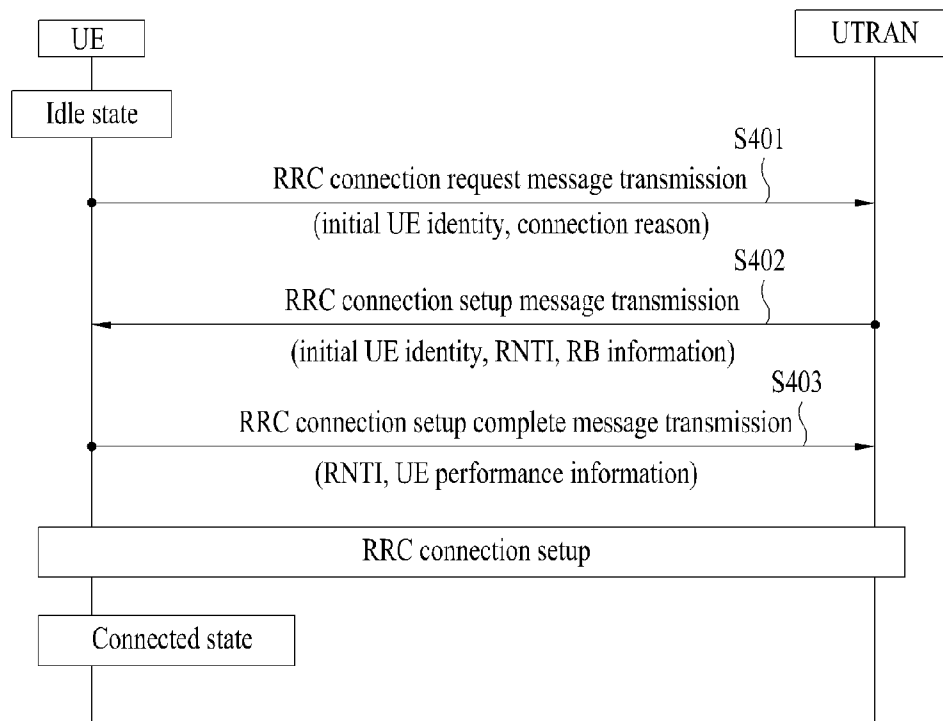 UE
UTRAN
Idle state
S401
RRC connection request message transmission
(initial UE identity, connection reason)
S402
RRC connection setup message transmission
(initial UE identity, RNTI, RB information)
S403
RRC connection setup complete message transmission
(RNTI, UE performance information)
RRC connection setup
Connected state